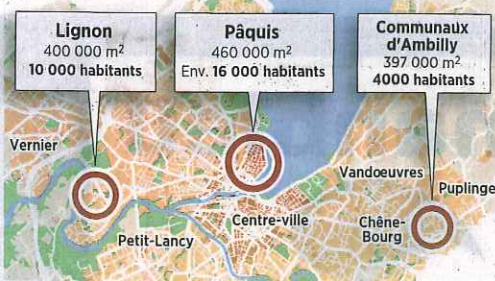 Lignon
400 000 m²
10 000 habitants
Pâquis
460 000 m²
Env. 16 000 habitants
Communaux
d'Ambilly
397 000 m²
4000 habitants
Vernier
Vandoeuvres
Puplinge
Centre-ville
Chêne-
Bourg
Petit-Lancy